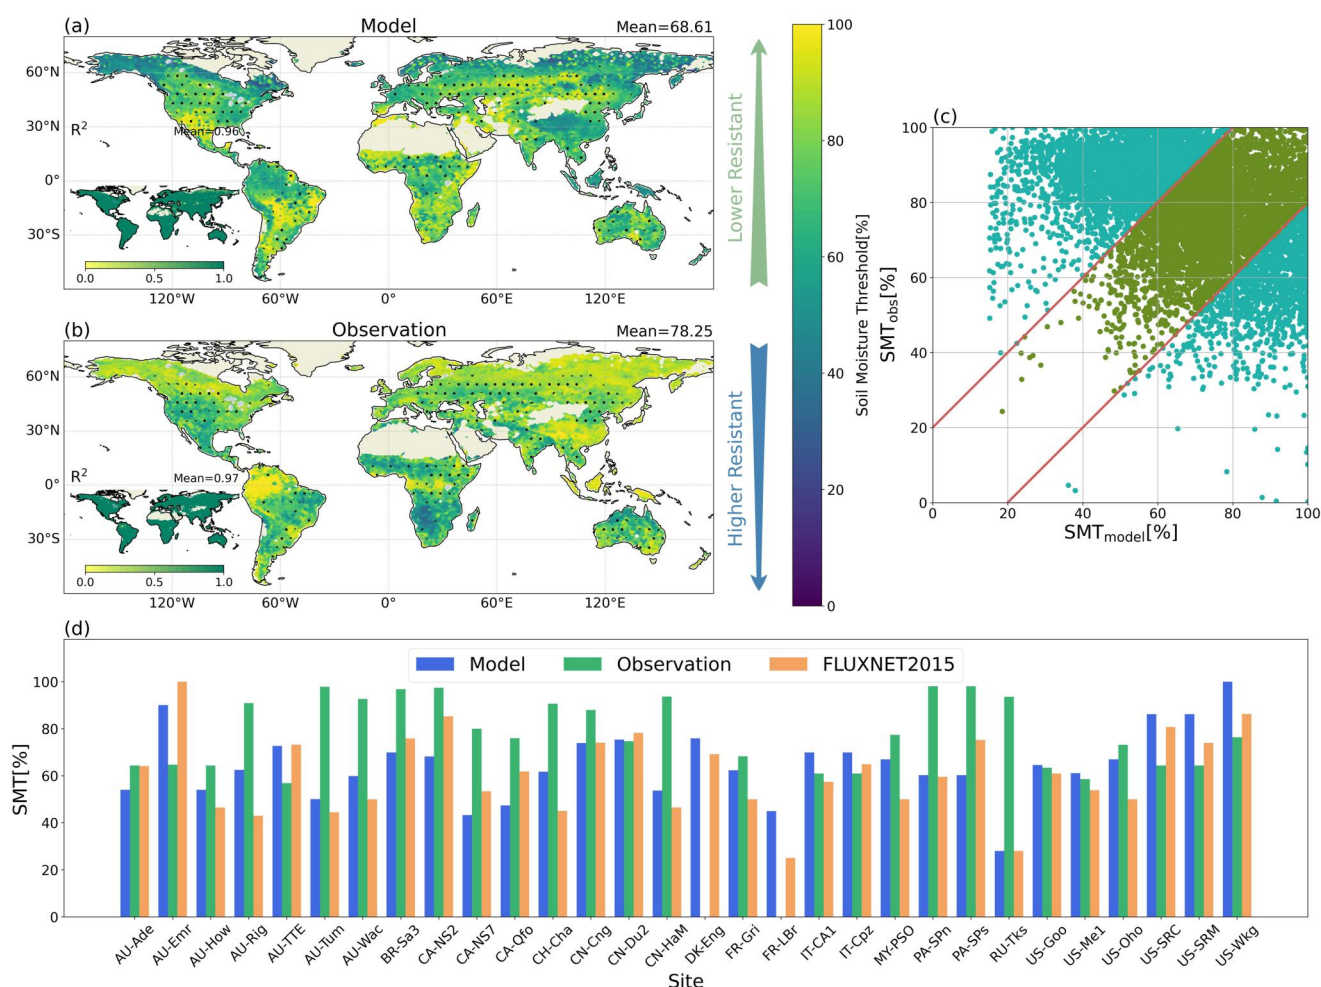 (a) Model Mean=68.61
60°N
30°N
0°
30°S
R²
Mean=0.96
0.0 0.5 1.0
120°W 60°W 0° 60°E 120°E
(b) Observation Mean=78.25
60°N
30°N
0°
30°S
R²
Mean=0.97
0.0 0.5 1.0
120°W 60°W 0° 60°E 120°E
Lower Resistant
Higher Resistant
100
80
60
40
20
0
Soil Moisture Threshold[%]
(c)
100
80
60
40
20
0
SMTobs[%]
0 20 40 60 80 100
SMTmodel[%]
(d)
Model Observation FLUXNET2015
100
80
60
40
20
0
SMT[%]
AU-Ade AU-Emr AU-How AU-Rig AU-TTE AU-Tum AU-Wac BR-Sa3 CA-NS2 CA-NS7 CA-Qfo CH-Cha CN-Cng CN-Du2 CN-HaM DK-Eng FR-Gri FR-LBr IT-CA1 IT-Cpz MY-PSO PA-SPn PA-SPs RU-Tks US-Goo US-Me1 US-Oho US-SRC US-SRM US-Wkg
Site